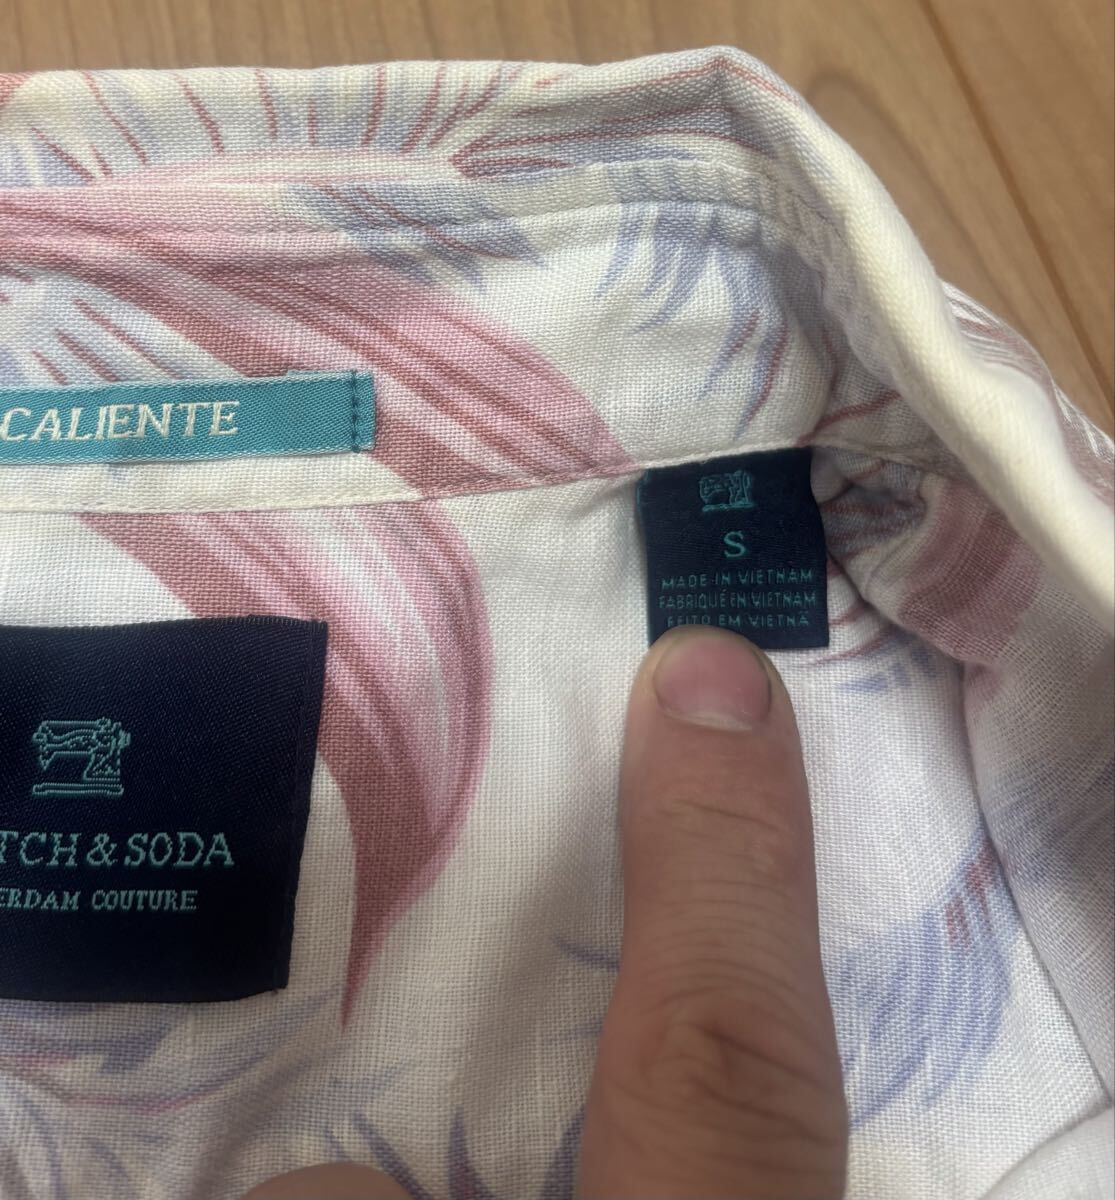 CALIENTE
S
MADE IN VIETNAM
FABRIQUÉ EN VIETNAM
FEITO EM VIETNÃ
TCH & SODA
ERDAM COUTURE